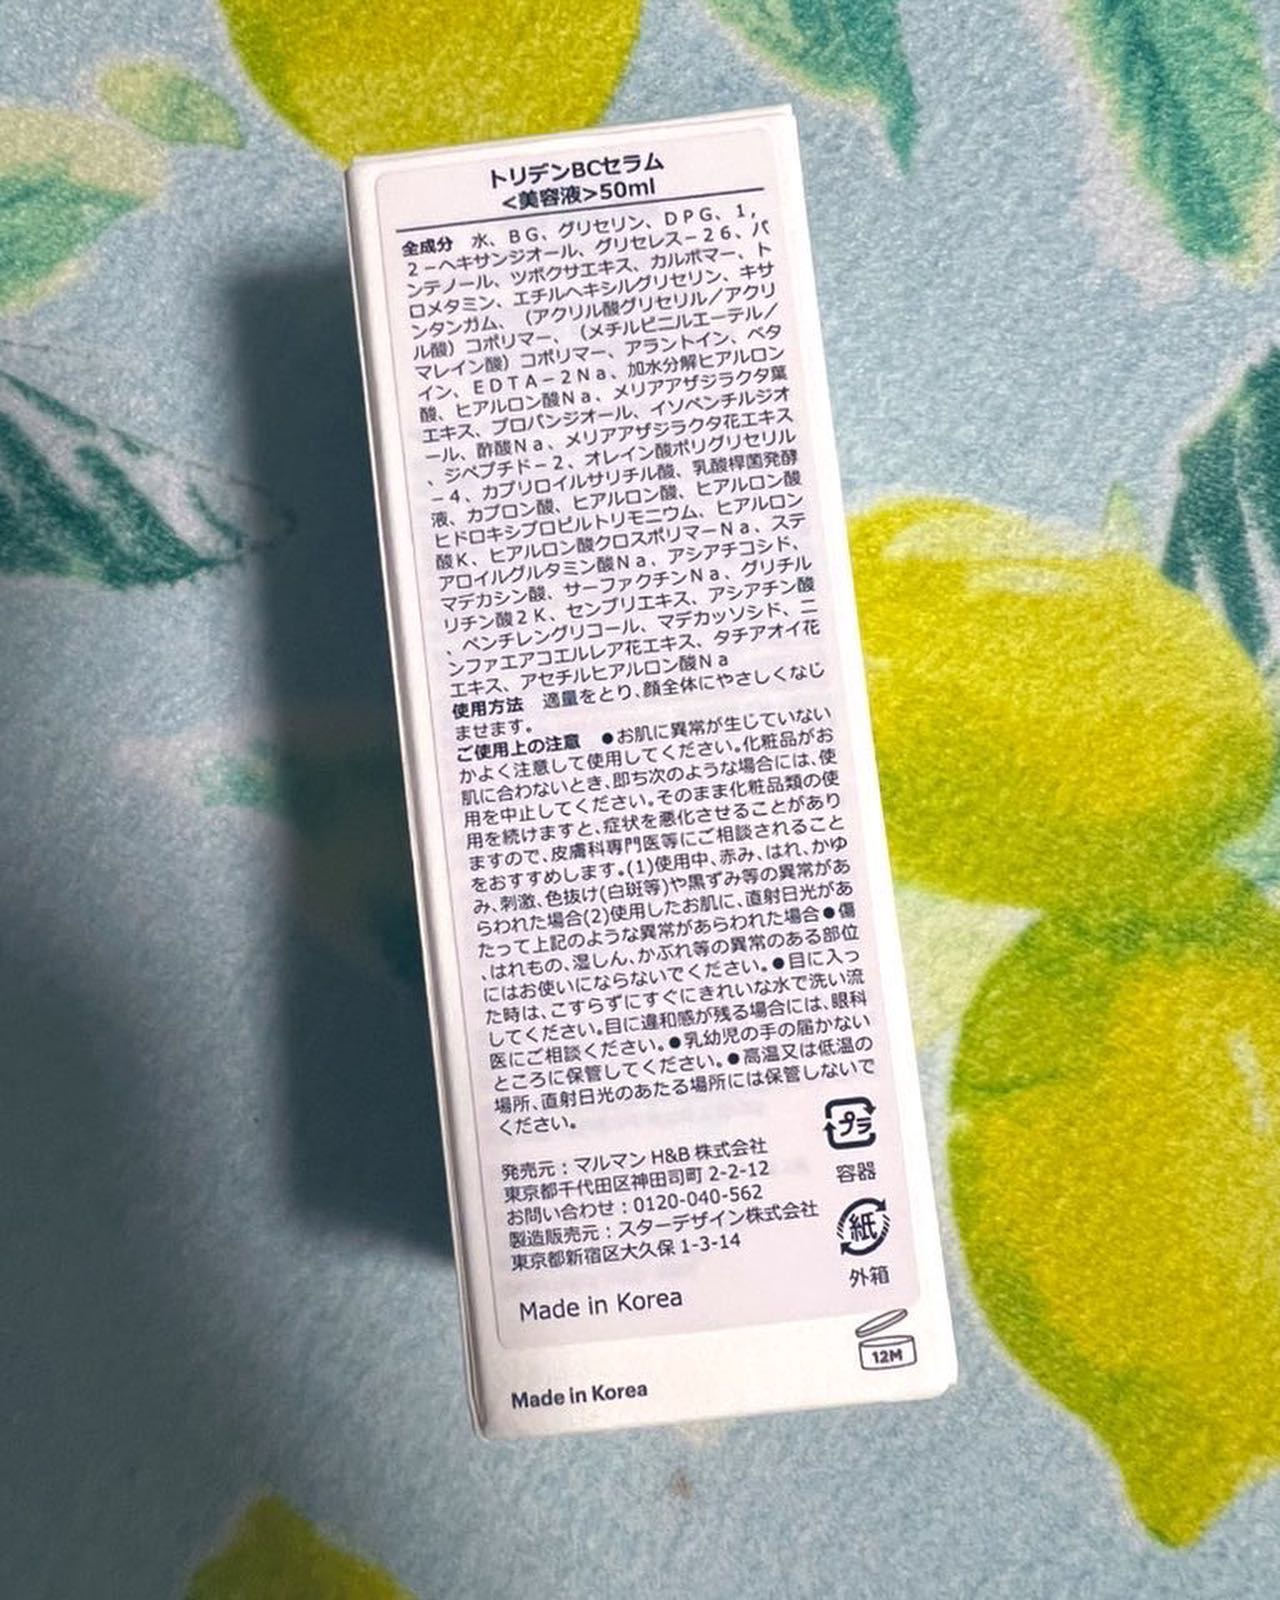 トリデンBCセラム
<美容液>50ml
全成分 水、BG、グリセリン、DPG、1,
2-ヘキサンジオール、グリセレス-26、パ
ンテノール、ツボクサエキス、カルボマー、ト
ロメタミン、エチルヘキシルグリセリン、キサ
ンタンガム、(アクリル酸グリセリル/アクリ
ル酸)コポリマー、(メチルビニルエーテル/
マレイン酸)コポリマー、アラントイン、ベタ
イン、EDTA-2Na、加水分解ヒアルロン
酸、ヒアルロン酸Na、メリアアザジラクタ葉
エキス、プロパンジオール、イソペンチルジオ
ール、酢酸Na、メリアアザジラクタ花エキス
、ジペプチド-2、オレイン酸ポリグリセリル
-4、カプリロイルサリチル酸、乳酸桿菌発酵
液、カプロン酸、ヒアルロン酸、ヒアルロン酸
ヒドロキシプロピルトリモニウム、ヒアルロン
酸K、ヒアルロン酸クロスポリマーNa、ステ
アロイルグルタミン酸Na、アシアチコシド、
マデカシン酸、サーファクチンNa、グリチル
リチン酸2K、センブリエキス、アシアチン酸
、ペンチレングリコール、マデカッソシド、ニ
ンファエアコエルレア花エキス、タチアオイ花
エキス、アセチルヒアルロン酸Na
使用方法 適量をとり、顔全体にやさしくなじ
ませます。
ご使用上の注意 ●お肌に異常が生じていない
かよく注意して使用してください。化粧品がお
肌に合わないとき、即ち次のような場合には、使
用を中止してください。そのまま化粧品類の使
用を続けますと、症状を悪化させることがあり
ますので、皮膚科専門医等にご相談されること
をおすすめします。(1)使用中、赤み、はれ、かゆ
み、刺激、色抜け(白斑等)や黒ずみ等の異常があ
らわれた場合(2)使用したお肌に、直射日光があ
たって上記のような異常があらわれた場合●傷
、はれもの、湿しん、かぶれ等の異常のある部位
にはお使いにならないでください。●目に入っ
た時は、こすらずにすぐにきれいな水で洗い流
してください。目に違和感が残る場合には、眼科
医にご相談ください。●乳幼児の手の届かない
ところに保管してください。●高温又は低温の
場所、直射日光のあたる場所には保管しないで
ください。
プラ
容器
発売元:マルマン H&B 株式会社
東京都千代田区神田司町 2-2-12
お問い合わせ:0120-040-562
製造販売元:スターデザイン株式会社
東京都新宿区大久保 1-3-14
紙
外箱
Made in Korea
12M
Made in Korea